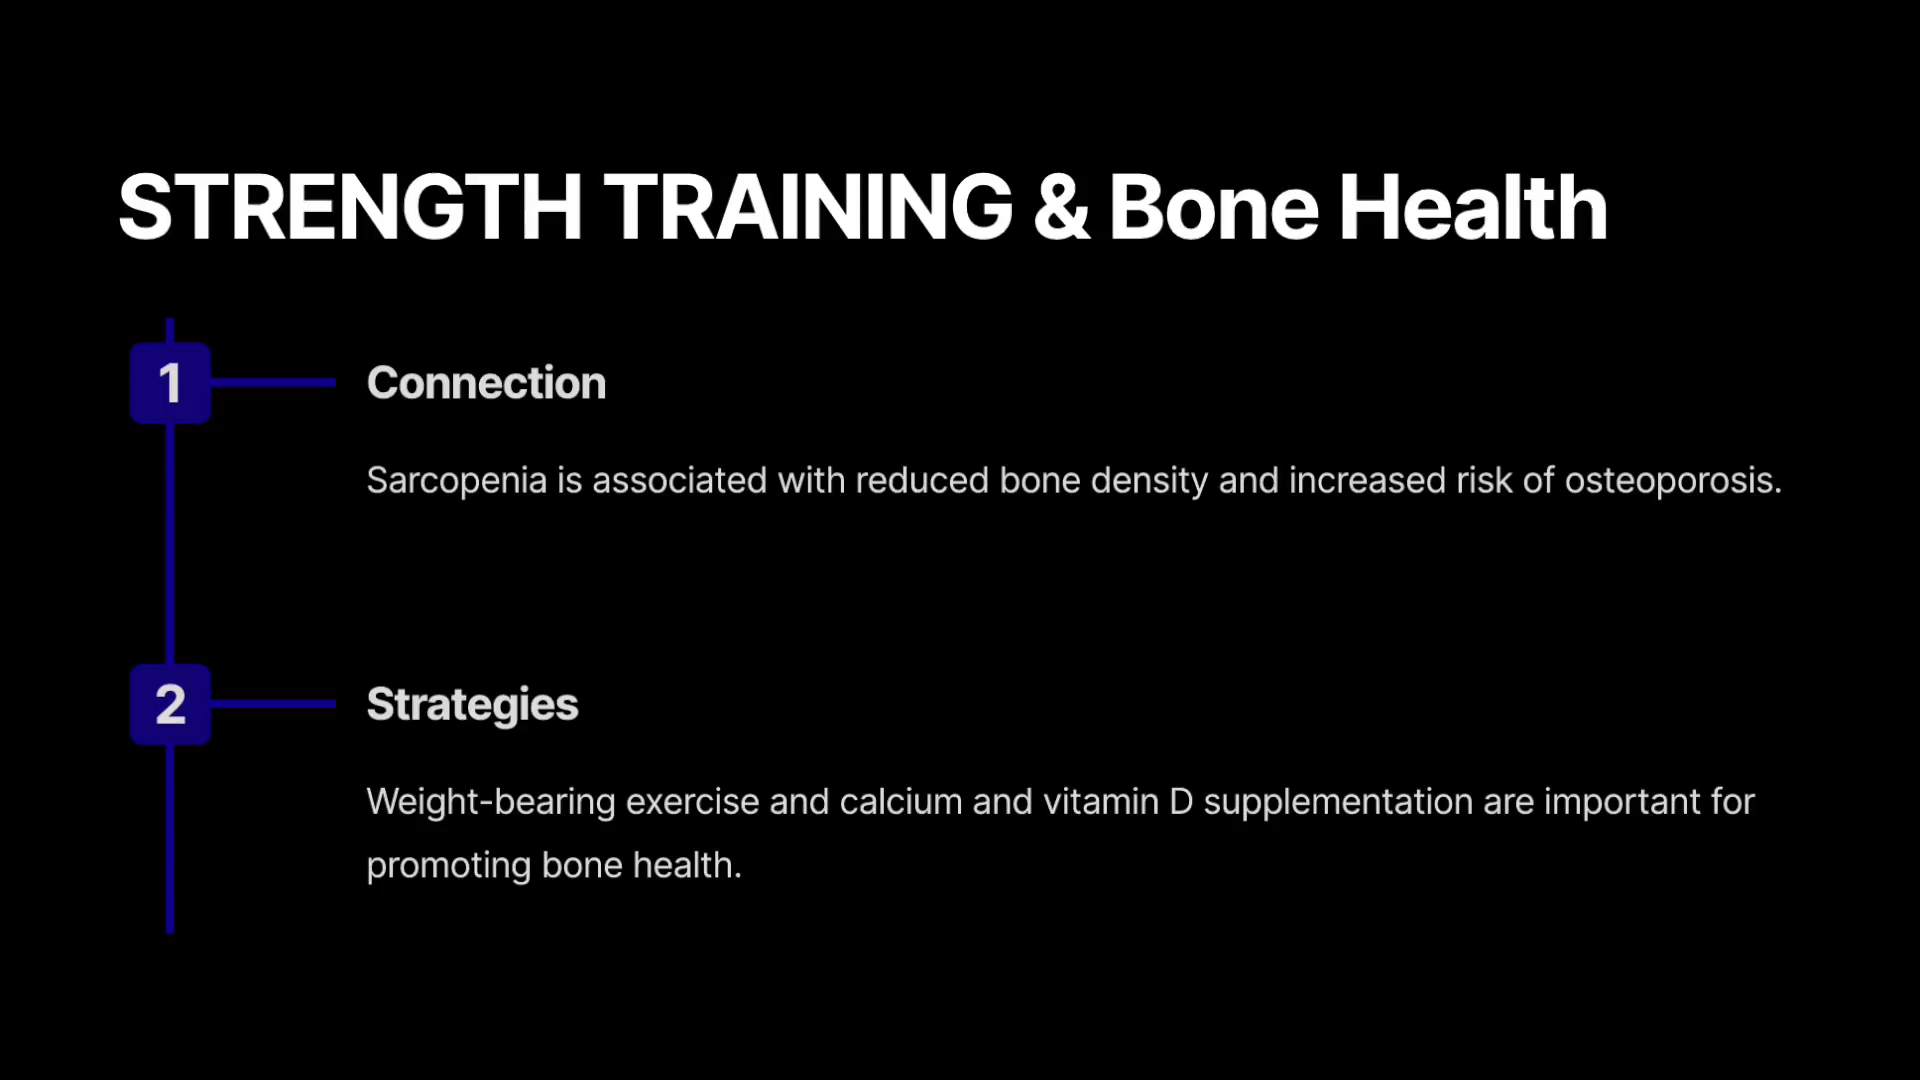 STRENGTH TRAINING & Bone Health
1
Connection
Sarcopenia is associated with reduced bone density and increased risk of osteoporosis.
2
Strategies
Weight-bearing exercise and calcium and vitamin D supplementation are important for
promoting bone health.